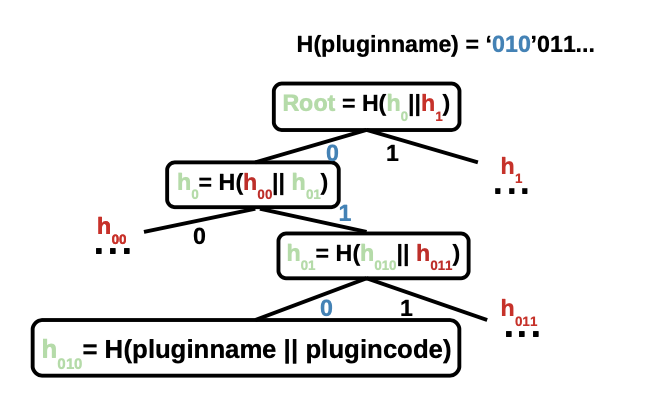 H(pluginname) = ‘010’011...
Root = H(h0||h1)
0 1
h1
...
h0= H(h00|| h01)
h00
...
0 1
h01= H(h010|| h011)
0 1
h011
...
h010= H(pluginname || plugincode)